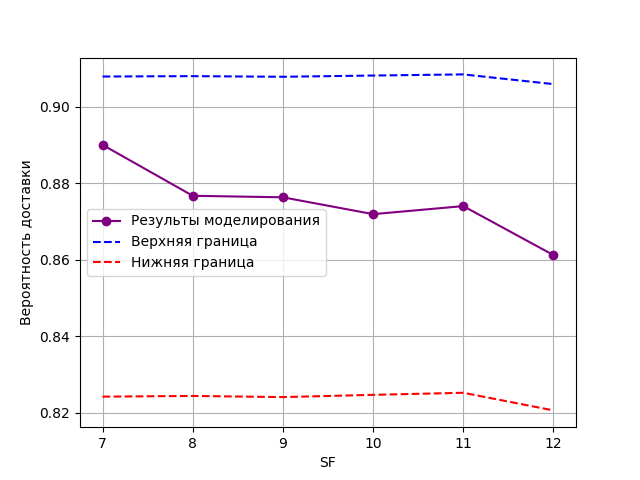 0.90
0.88
0.86
0.84
0.82
Вероятность доставки
Результы моделирования
Верхняя граница
Нижняя граница
7 8 9 10 11 12
SF